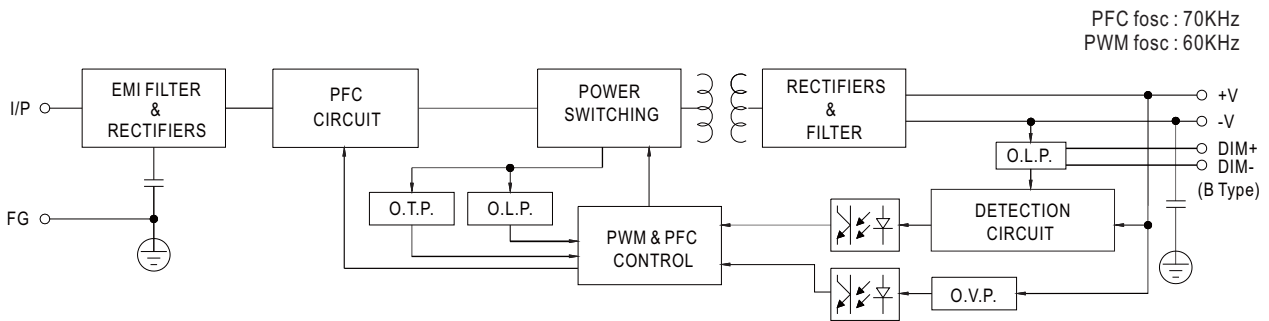 PFC fosc : 70KHz
PWM fosc : 60KHz
I/P
EMI FILTER
&
RECTIFIERS
PFC
CIRCUIT
POWER
SWITCHING
RECTIFIERS
&
FILTER
+V
-V
DIM+
DIM-
(B Type)
O.L.P.
FG
O.T.P.
O.L.P.
PWM & PFC
CONTROL
DETECTION
CIRCUIT
O.V.P.